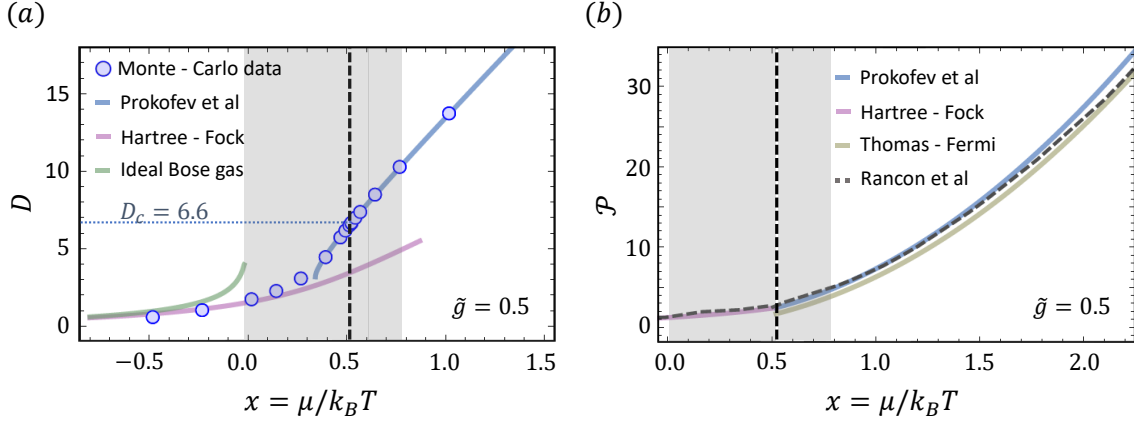 (a)
D
15
10
5
0
Monte - Carlo data
Prokofev et al
Hartree - Fock
Ideal Bose gas
D_c = 6.6
g̃ = 0.5
−0.5 0.0 0.5 1.0 1.5
x = μ/k_BT
(b)
𝒫
30
20
10
0
Prokofev et al
Hartree - Fock
Thomas - Fermi
Rancon et al
g̃ = 0.5
0.0 0.5 1.0 1.5 2.0
x = μ/k_BT